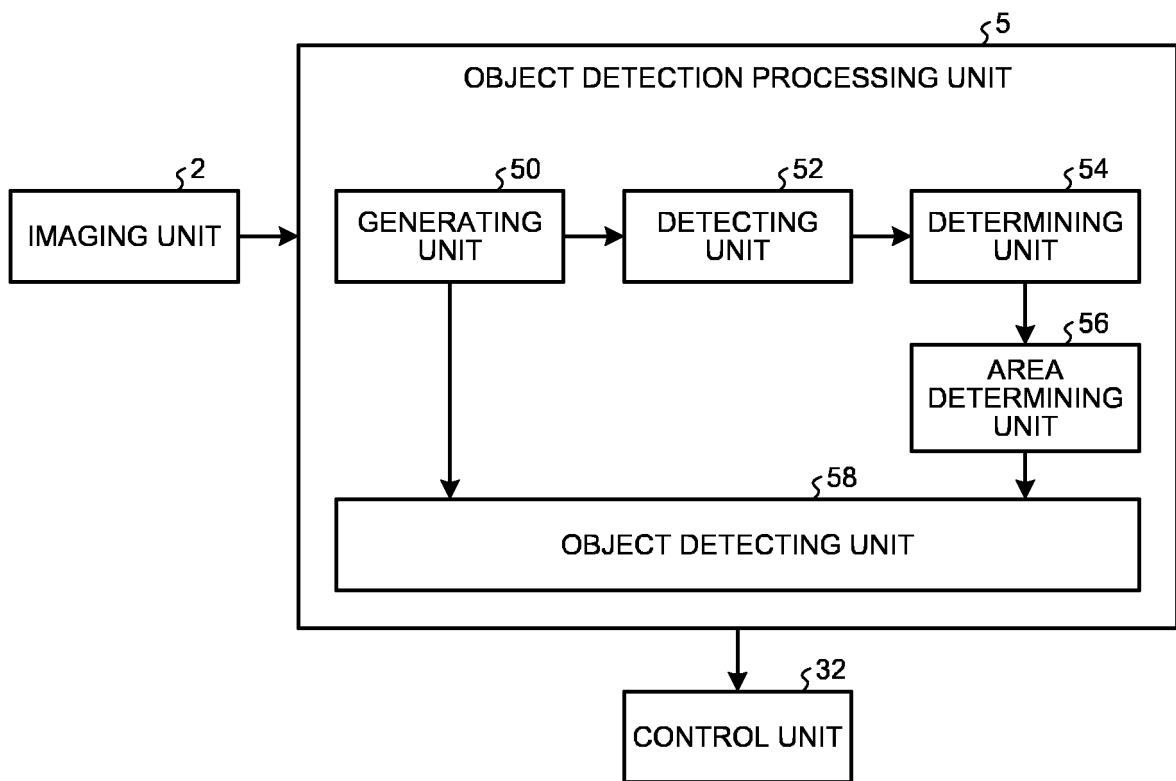 5
OBJECT DETECTION PROCESSING UNIT
2
IMAGING UNIT
50
GENERATING
UNIT
52
DETECTING
UNIT
54
DETERMINING
UNIT
56
AREA
DETERMINING
UNIT
58
OBJECT DETECTING UNIT
32
CONTROL UNIT